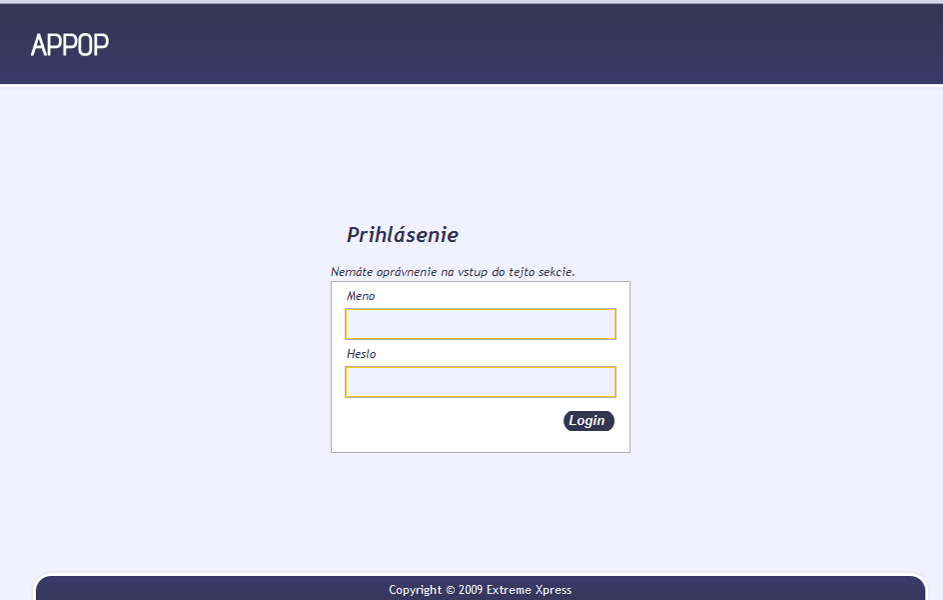 APPOP
Prihlásenie
Nemáte oprávnenie na vstup do tejto sekcie.
Meno
Heslo
Login
Copyright © 2009 Extreme Xpress